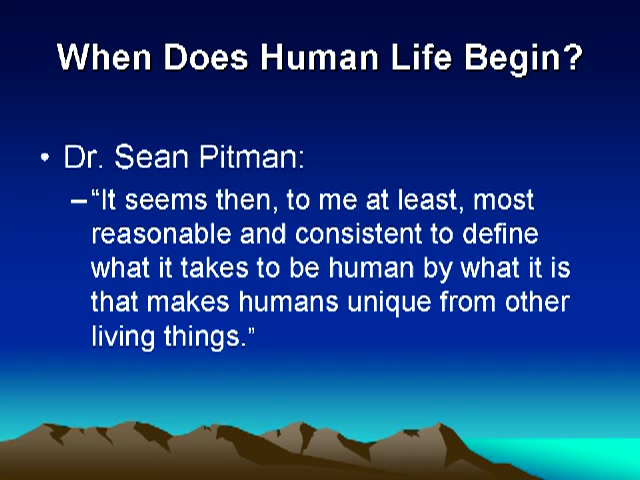 When Does Human Life Begin?
• Dr. Sean Pitman:
–“It seems then, to me at least, most
reasonable and consistent to define
what it takes to be human by what it is
that makes humans unique from other
living things.”